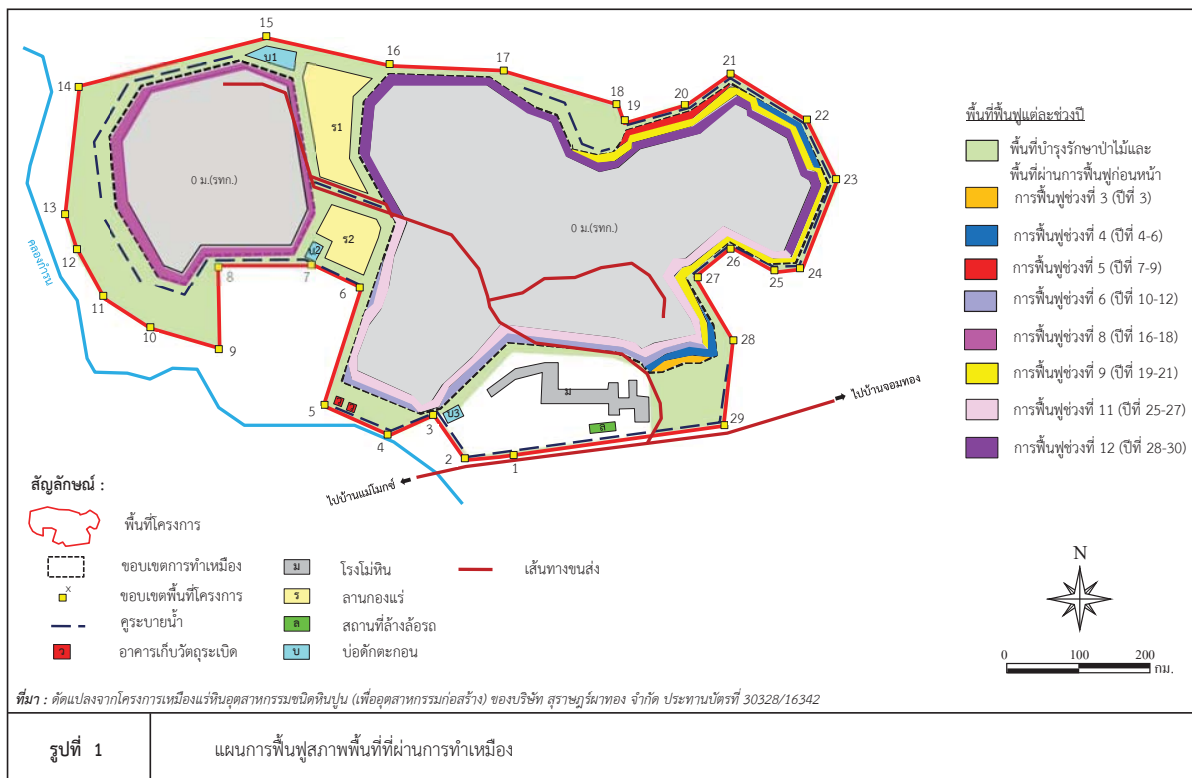 15
16
17
21
14
บ1
18
19
20
22
ร1
23
พื้นที่ฟื้นฟูแต่ละช่วงปี
พื้นที่บำรุงรักษาป่าไม้และ
พื้นที่ผ่านการฟื้นฟูก่อนหน้า
การฟื้นฟูช่วงที่ 3 (ปีที่ 3)
การฟื้นฟูช่วงที่ 4 (ปีที่ 4-6)
การฟื้นฟูช่วงที่ 5 (ปีที่ 7-9)
การฟื้นฟูช่วงที่ 6 (ปีที่ 10-12)
การฟื้นฟูช่วงที่ 8 (ปีที่ 16-18)
การฟื้นฟูช่วงที่ 9 (ปีที่ 19-21)
การฟื้นฟูช่วงที่ 11 (ปีที่ 25-27)
การฟื้นฟูช่วงที่ 12 (ปีที่ 28-30)
0 ม.(รทก.)
0 ม.(รทก.)
13
ร2
12
บ2
26
8
7
25
24
27
6
11
คลองกำรน
10
9
28
ม
ไปบ้านจอมทอง
5
ว
ว
บ3
3
ล
29
4
2
1
ไปบ้านแม่โมกข์
สัญลักษณ์ :
พื้นที่โครงการ
ขอบเขตการทำเหมือง
ม
โรงโม่หิน
เส้นทางขนส่ง
x
ขอบเขตพื้นที่โครงการ
ร
ลานกองแร่
คูระบายน้ำ
ล
สถานที่ล้างล้อรถ
ว
อาคารเก็บวัตถุระเบิด
บ
บ่อดักตะกอน
N
0 100 200
กม.
ที่มา : ดัดแปลงจากโครงการเหมืองแร่หินอุตสาหกรรมชนิดหินปูน (เพื่ออุตสาหกรรมก่อสร้าง) ของบริษัท สุราษฎร์ผาทอง จำกัด ประทานบัตรที่ 30328/16342
รูปที่ 1
แผนการฟื้นฟูสภาพพื้นที่ที่ผ่านการทำเหมือง